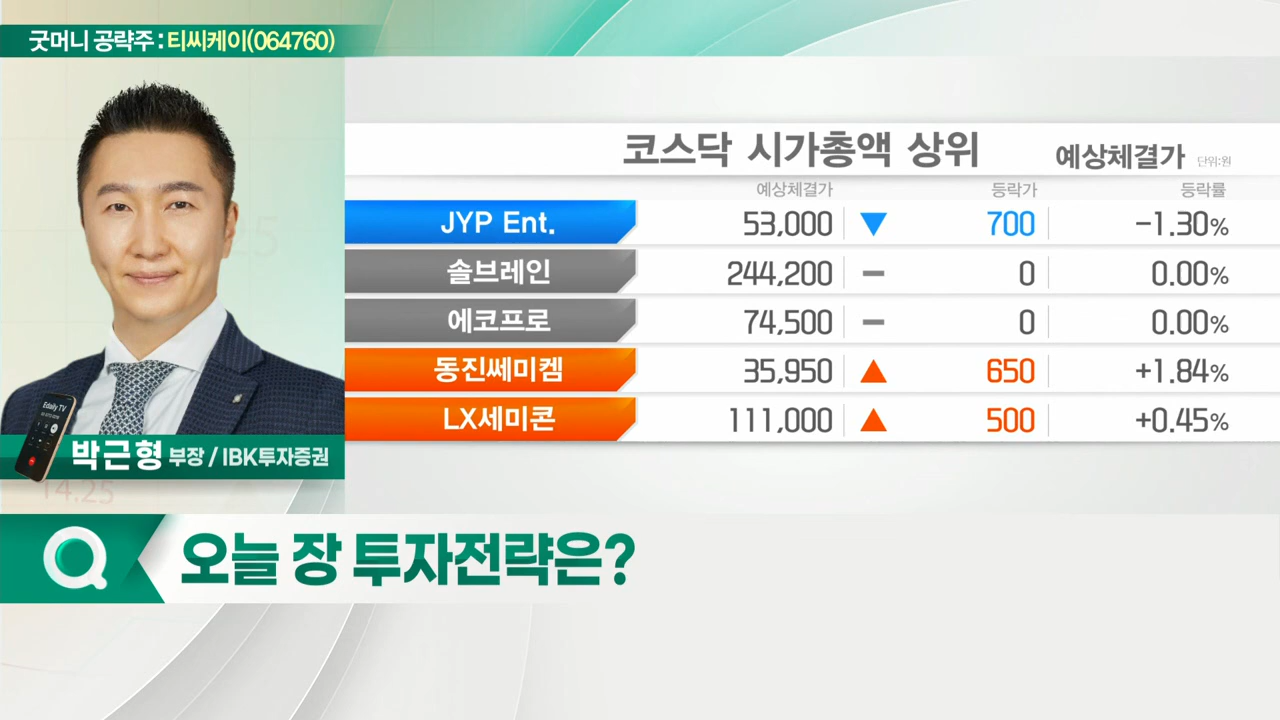 굿머니 공략주 : 티씨케이(064760)
코스닥 시가총액 상위 예상체결가 단위:원
예상체결가 등락가 등락률
JYP Ent. 53,000 ▼ 700 -1.30%
솔브레인 244,200 - 0 0.00%
에코프로 74,500 - 0 0.00%
동진쎄미켐 35,950 ▲ 650 +1.84%
LX세미콘 111,000 ▲ 500 +0.45%
Edaily TV
박근형 부장 / IBK투자증권
14.25
Q 오늘 장 투자전략은?